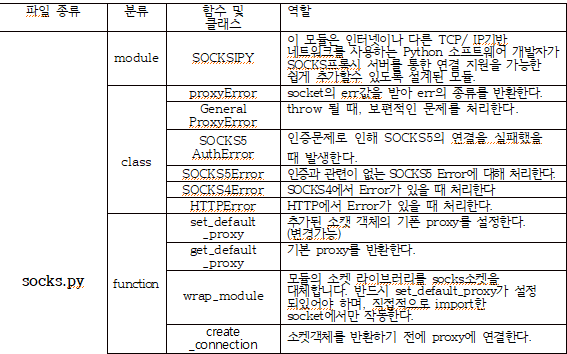 파일 종류
분류
함수 및
클래스
역할
socks.py
module
SOCKSIPY
이 모듈은 인터넷이나 다른 TCP/ IP기반
네트워크를 사용하는 Python 소프트웨어 개발자가
SOCKS프록시 서버를 통한 연결 지원을 가능한
쉽게 추가할수 있도록 설계된 모듈.
class
proxyError
socket의 err값을 받아 err의 종류를 반환한다.
General
ProxyError
throw 될 때, 보편적인 문제를 처리한다.
SOCKS5
AuthError
인증문제로 인해 SOCKS5의 연결을 실패했을
때 발생한다.
SOCKS5Error
인증과 관련이 없는 SOCKS5 Error에 대해 처리한다.
SOCKS4Error
SOCKS4에서 Error가 있을 때 처리한다
HTTPError
HTTP에서 Error가 있을 때 처리한다.
function
set_default
_proxy
추가된 소캣 객체의 기폰 proxy를 설정한다.
(변경가능)
get_default
_proxy
기본 proxy를 반환한다.
wrap_module
모듈의 소켓 라이브러리를 socks소켓을
대체합니다. 반드시 set_default_proxy가 설정
되있어야 하며, 직접적으로 import한
socket에서만 작동한다.
create
_connection
소켓객체를 반환하기 전에 proxy에 연결한다.